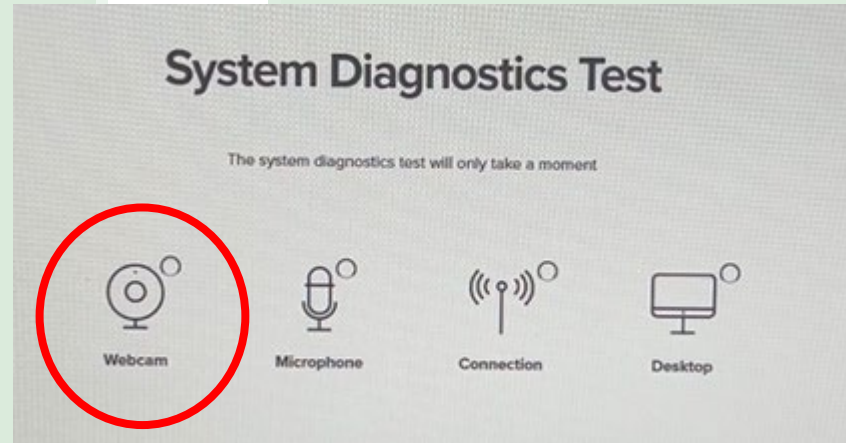 System Diagnostics Test
The system diagnostics test will only take a moment
Webcam Microphone Connection Desktop